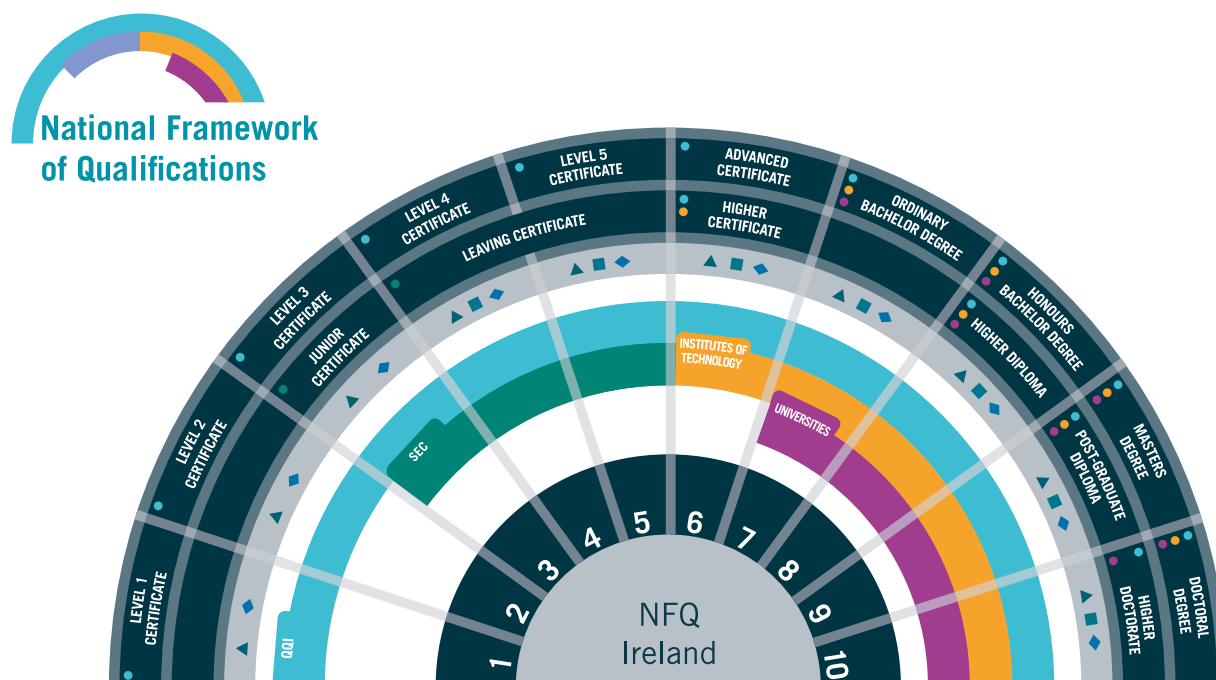 National Framework
of Qualifications
LEVEL 1
CERTIFICATE
LEVEL 2
CERTIFICATE
LEVEL 3
CERTIFICATE
LEVEL 4
CERTIFICATE
LEVEL 5
CERTIFICATE
ADVANCED
CERTIFICATE
ORDINARY
BACHELOR DEGREE
HONOURS
BACHELOR DEGREE
MASTERS
DEGREE
DOCTORAL
DEGREE
JUNIOR
CERTIFICATE
LEAVING CERTIFICATE
HIGHER
CERTIFICATE
HIGHER DIPLOMA
POST-GRADUATE
DIPLOMA
HIGHER
DOCTORATE
QQI
SEC
INSTITUTES OF
TECHNOLOGY
UNIVERSITIES
1
2
3
4
5
6
7
8
9
10
NFQ
Ireland